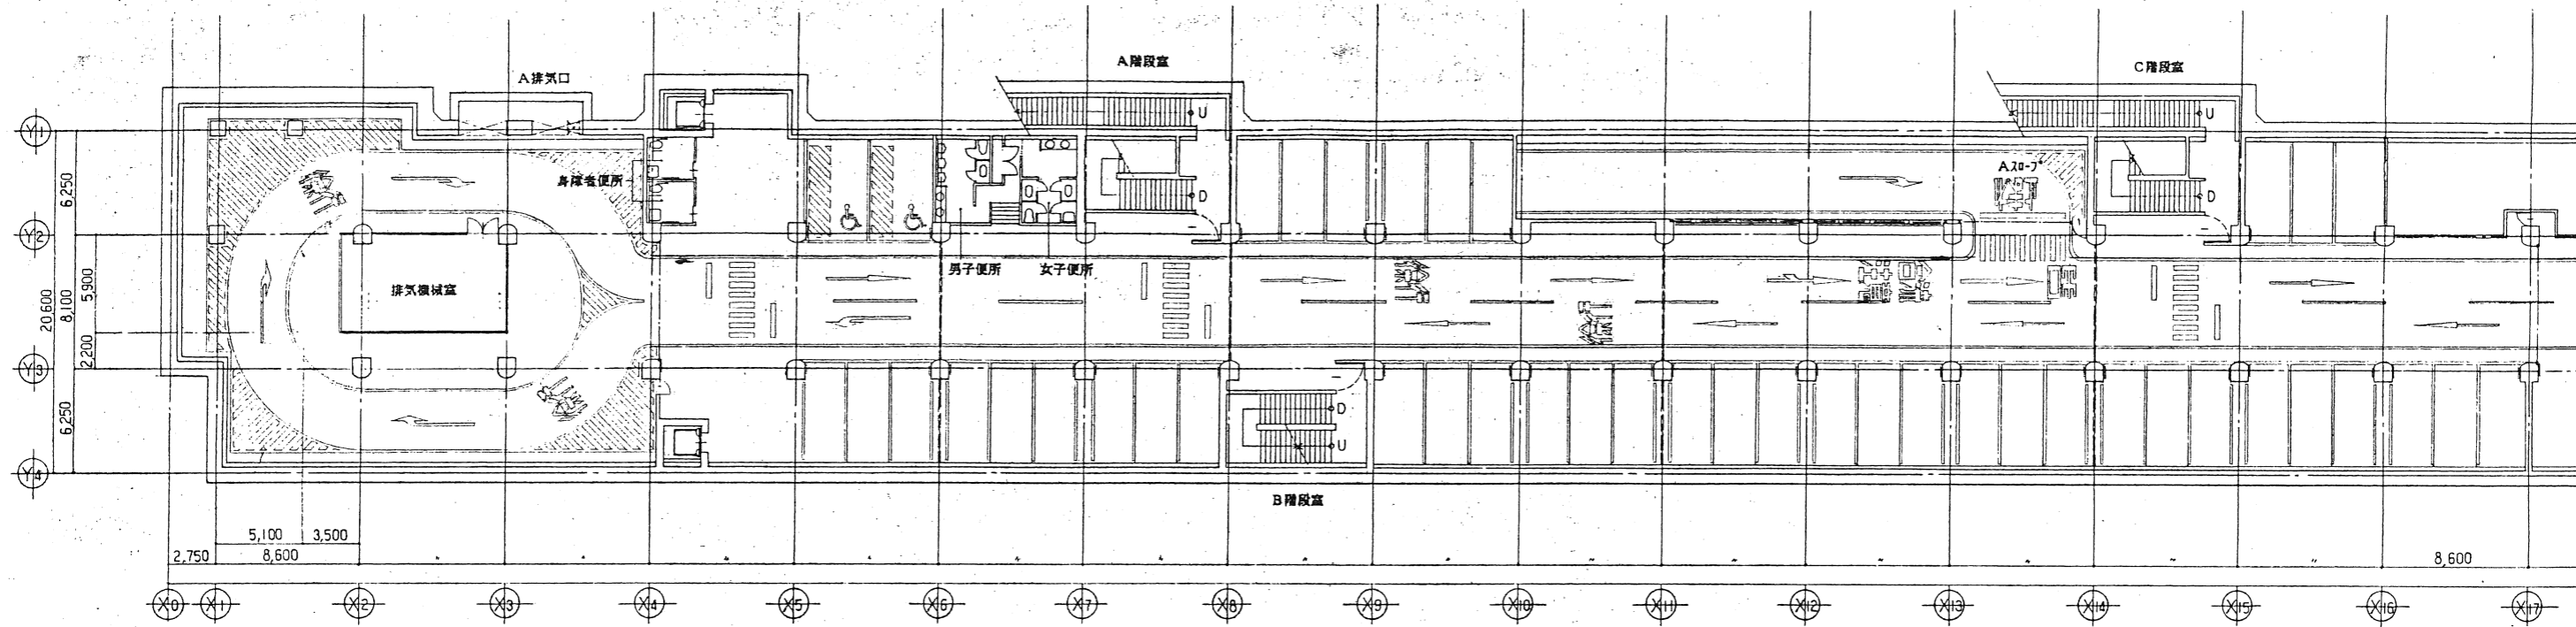 A排気口
A階段室
C階段室
Y1
U
U
身障者便所
Aスロープ
D
D
Y2
男子便所
女子便所
排気機械室
6,250
5,900
20,600
8,100
2,200
Y3
6,250
D
U
Y4
B階段室
5,100
3,500
2,750
8,600
8,600
X0
X1
X2
X3
X4
X5
X6
X7
X8
X9
X10
X11
X12
X13
X14
X15
X16
X17